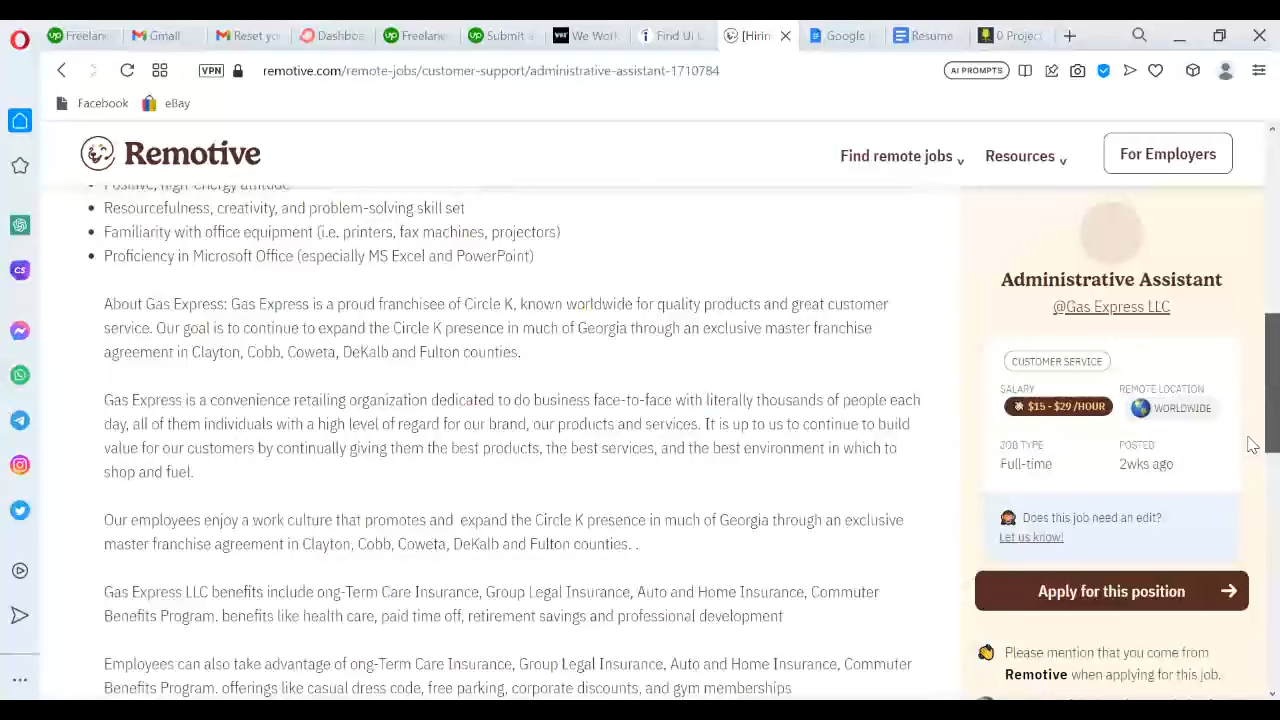 Freelan
Gmail
Reset yo
Dashbo
Freelan
Submit a
We Work
Find Ui U
[Hirin
Google
Resume
0 Projec
VPN
remotive.com/remote-jobs/customer-support/administrative-assistant-1710784
AI PROMPTS
Facebook
eBay
Remotive
Find remote jobs
Resources
For Employers
Positive, high-energy attitude
Resourcefulness, creativity, and problem-solving skill set
Familiarity with office equipment (i.e. printers, fax machines, projectors)
Proficiency in Microsoft Office (especially MS Excel and PowerPoint)
About Gas Express: Gas Express is a proud franchisee of Circle K, known worldwide for quality products and great customer
service. Our goal is to continue to expand the Circle K presence in much of Georgia through an exclusive master franchise
agreement in Clayton, Cobb, Coweta, DeKalb and Fulton counties.
Gas Express is a convenience retailing organization dedicated to do business face-to-face with literally thousands of people each
day, all of them individuals with a high level of regard for our brand, our products and services. It is up to us to continue to build
value for our customers by continually giving them the best products, the best services, and the best environment in which to
shop and fuel.
Our employees enjoy a work culture that promotes and expand the Circle K presence in much of Georgia through an exclusive
master franchise agreement in Clayton, Cobb, Coweta, DeKalb and Fulton counties. .
Gas Express LLC benefits include ong-Term Care Insurance, Group Legal Insurance, Auto and Home Insurance, Commuter
Benefits Program. benefits like health care, paid time off, retirement savings and professional development
Employees can also take advantage of ong-Term Care Insurance, Group Legal Insurance, Auto and Home Insurance, Commuter
Benefits Program. offerings like casual dress code, free parking, corporate discounts, and gym memberships
Administrative Assistant
@Gas Express LLC
CUSTOMER SERVICE
SALARY
$15 - $29 /HOUR
REMOTE LOCATION
WORLDWIDE
JOB TYPE
Full-time
POSTED
2wks ago
Does this job need an edit?
Let us know!
Apply for this position
Please mention that you come from
Remotive when applying for this job.